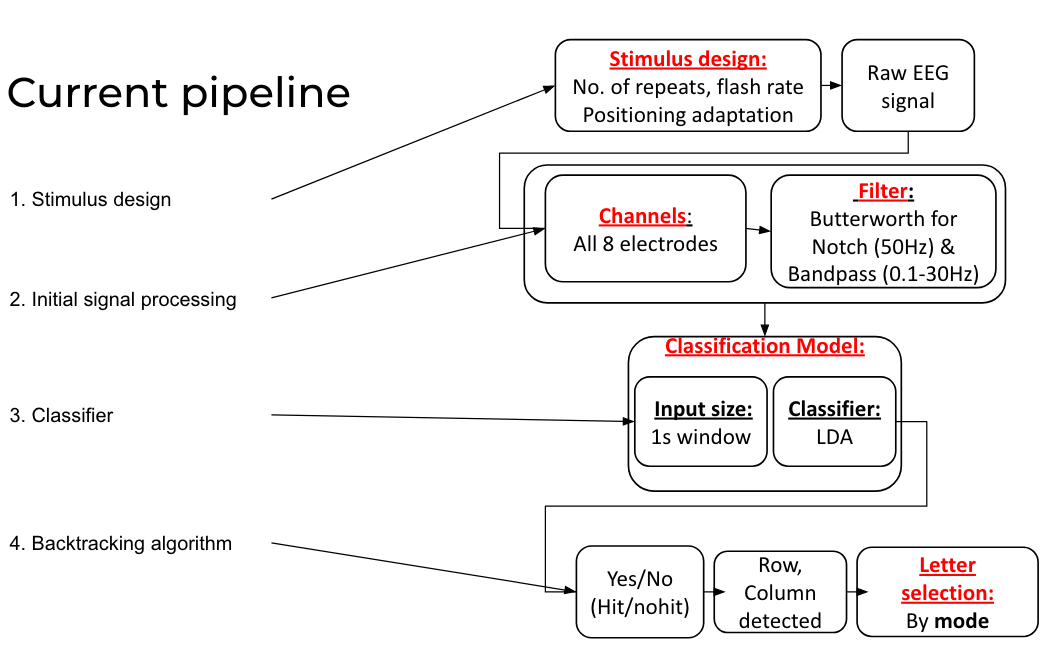 Current pipeline
1. Stimulus design
2. Initial signal processing
3. Classifier
4. Backtracking algorithm
Stimulus design:
No. of repeats, flash rate
Positioning adaptation
Raw EEG
signal
Channels:
All 8 electrodes
Filter:
Butterworth for
Notch (50Hz) &
Bandpass (0.1-30Hz)
Classification Model:
Input size:
1s window
Classifier:
LDA
Yes/No
(Hit/nohit)
Row,
Column
detected
Letter
selection:
By mode